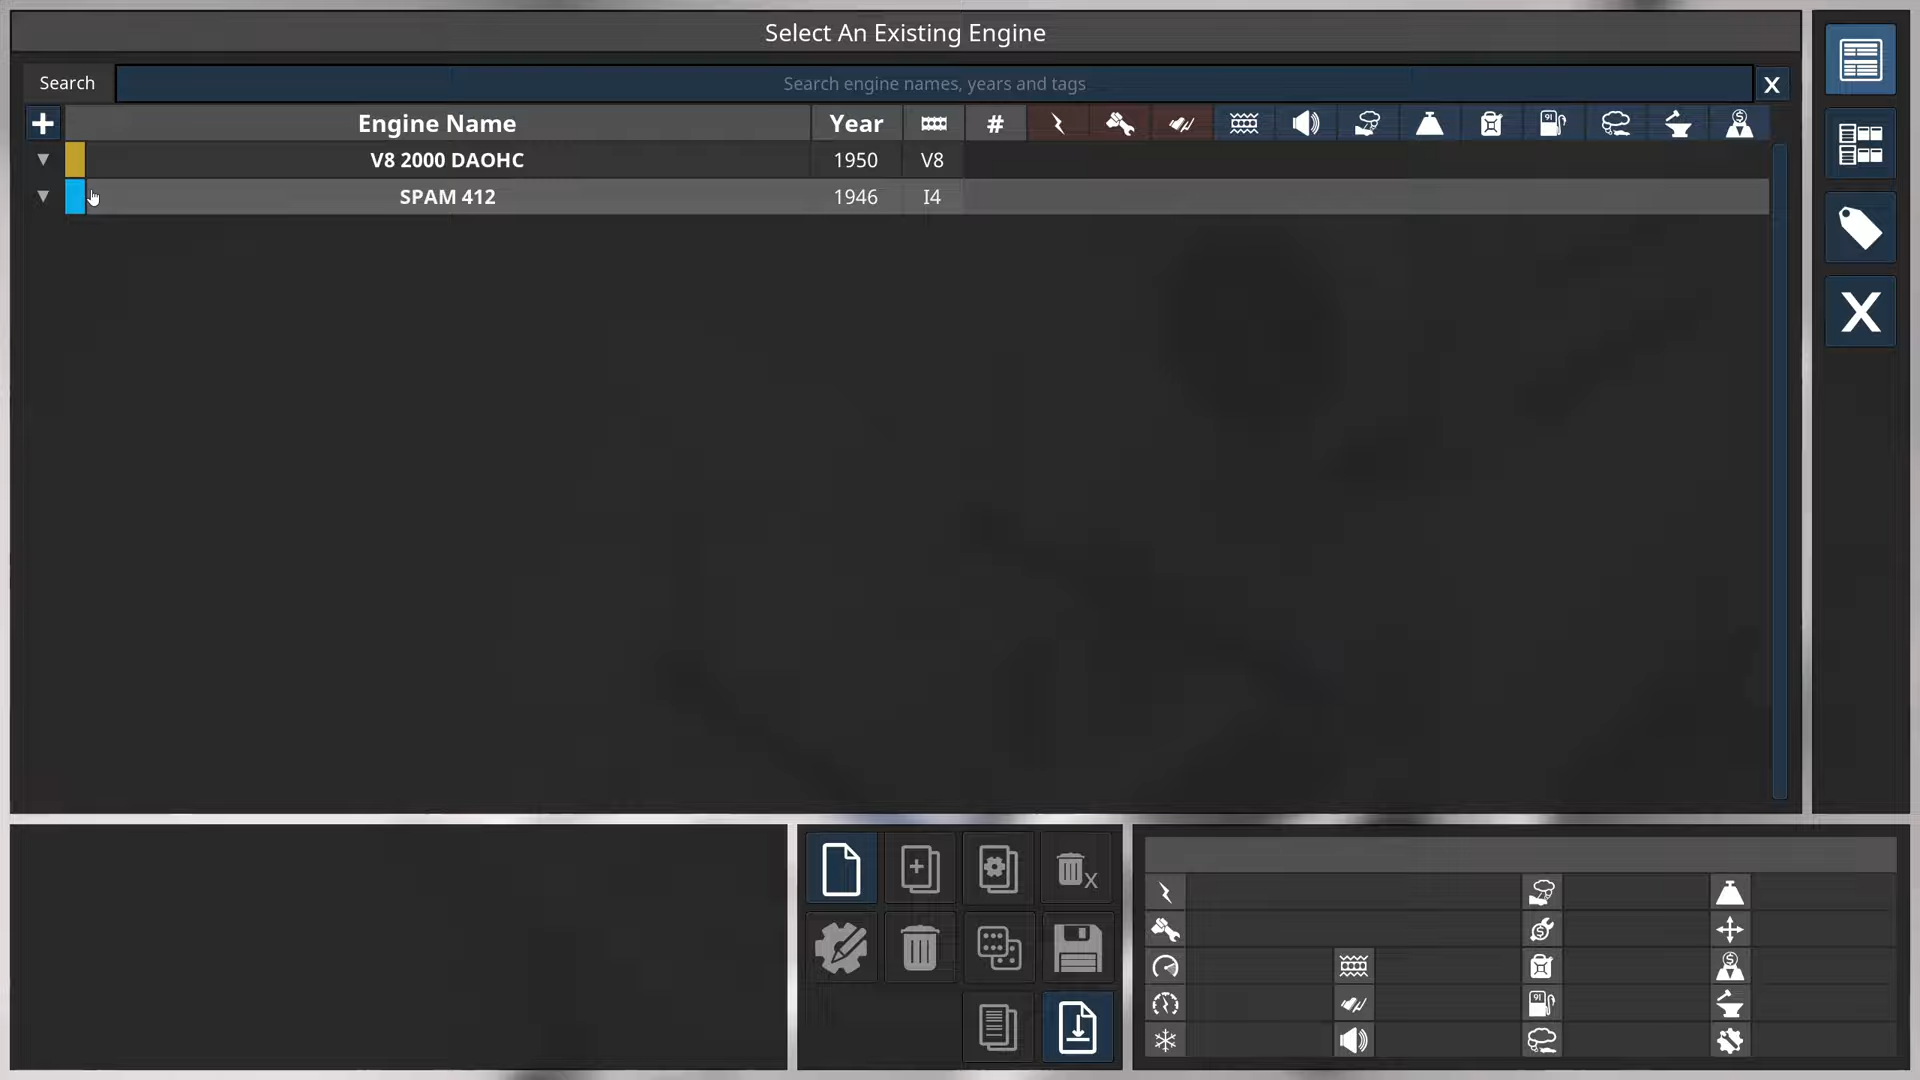 Select An Existing Engine
Search Search engine names, years and tags X
+ Engine Name Year #
V8 2000 DAOHC 1950 V8
SPAM 412 1946 I4
X
X
91